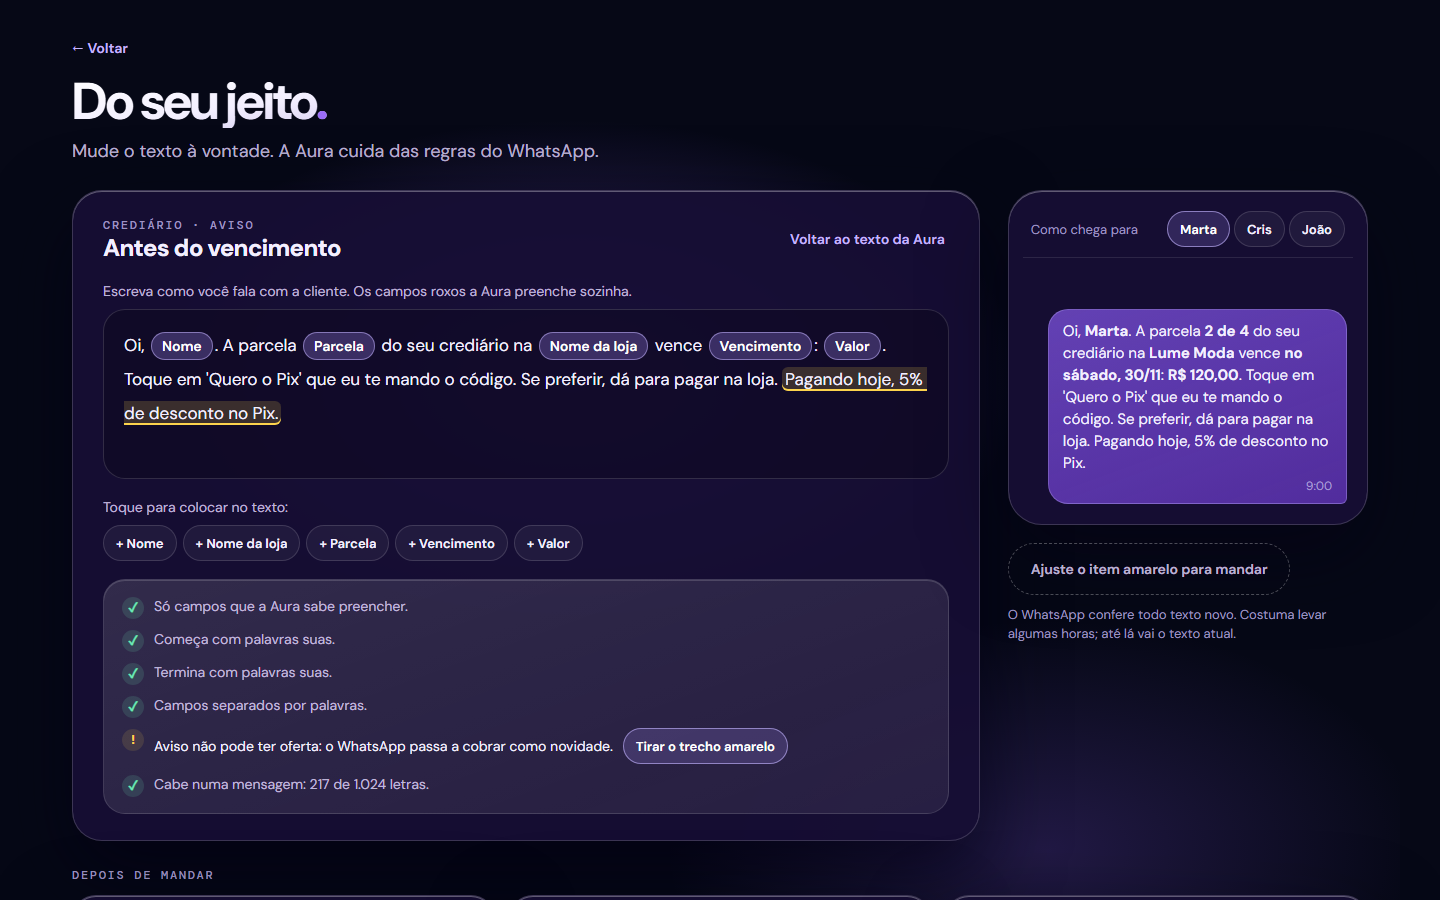 ← Voltar
Do seu jeito.
Mude o texto à vontade. A Aura cuida das regras do WhatsApp.
CREDIÁRIO · AVISO
Antes do vencimento
Voltar ao texto da Aura
Escreva como você fala com a cliente. Os campos roxos a Aura preenche sozinha.
Oi, Nome. A parcela Parcela do seu crediário na Nome da loja vence Vencimento: Valor.
Toque em 'Quero o Pix' que eu te mando o código. Se preferir, dá para pagar na loja. Pagando hoje, 5%
de desconto no Pix.
Toque para colocar no texto:
+ Nome
+ Nome da loja
+ Parcela
+ Vencimento
+ Valor
✓ Só campos que a Aura sabe preencher.
✓ Começa com palavras suas.
✓ Termina com palavras suas.
✓ Campos separados por palavras.
! Aviso não pode ter oferta: o WhatsApp passa a cobrar como novidade. Tirar o trecho amarelo
✓ Cabe numa mensagem: 217 de 1.024 letras.
Como chega para
Marta
Cris
João
Oi, Marta. A parcela 2 de 4 do seu
crediário na Lume Moda vence no
sábado, 30/11: R$ 120,00. Toque em
'Quero o Pix' que eu te mando o
código. Se preferir, dá para pagar na
loja. Pagando hoje, 5% de desconto no
Pix.
9:00
Ajuste o item amarelo para mandar
O WhatsApp confere todo texto novo. Costuma levar
algumas horas; até lá vai o texto atual.
DEPOIS DE MANDAR